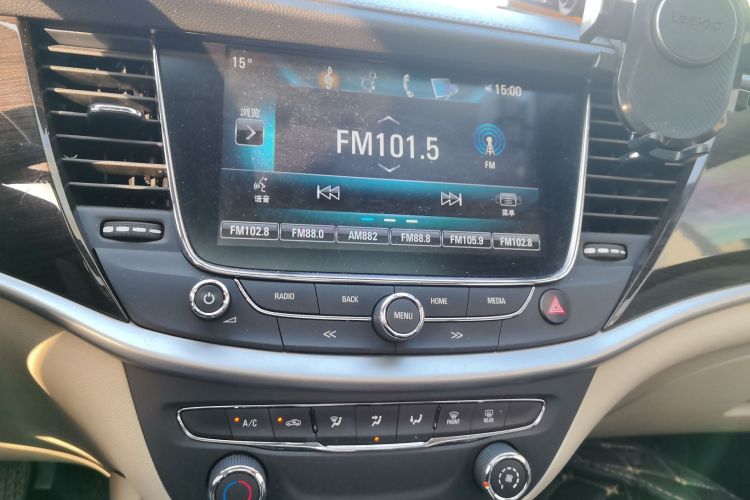 Leeioo
15°
15:00
浏览
FM101.5
FM
语音
菜单
FM102.8 FM88.0 AM882 FM88.8 FM105.9 FM102.8
RADIO BACK HOME MEDIA
MENU
A/C
FRONT REAR